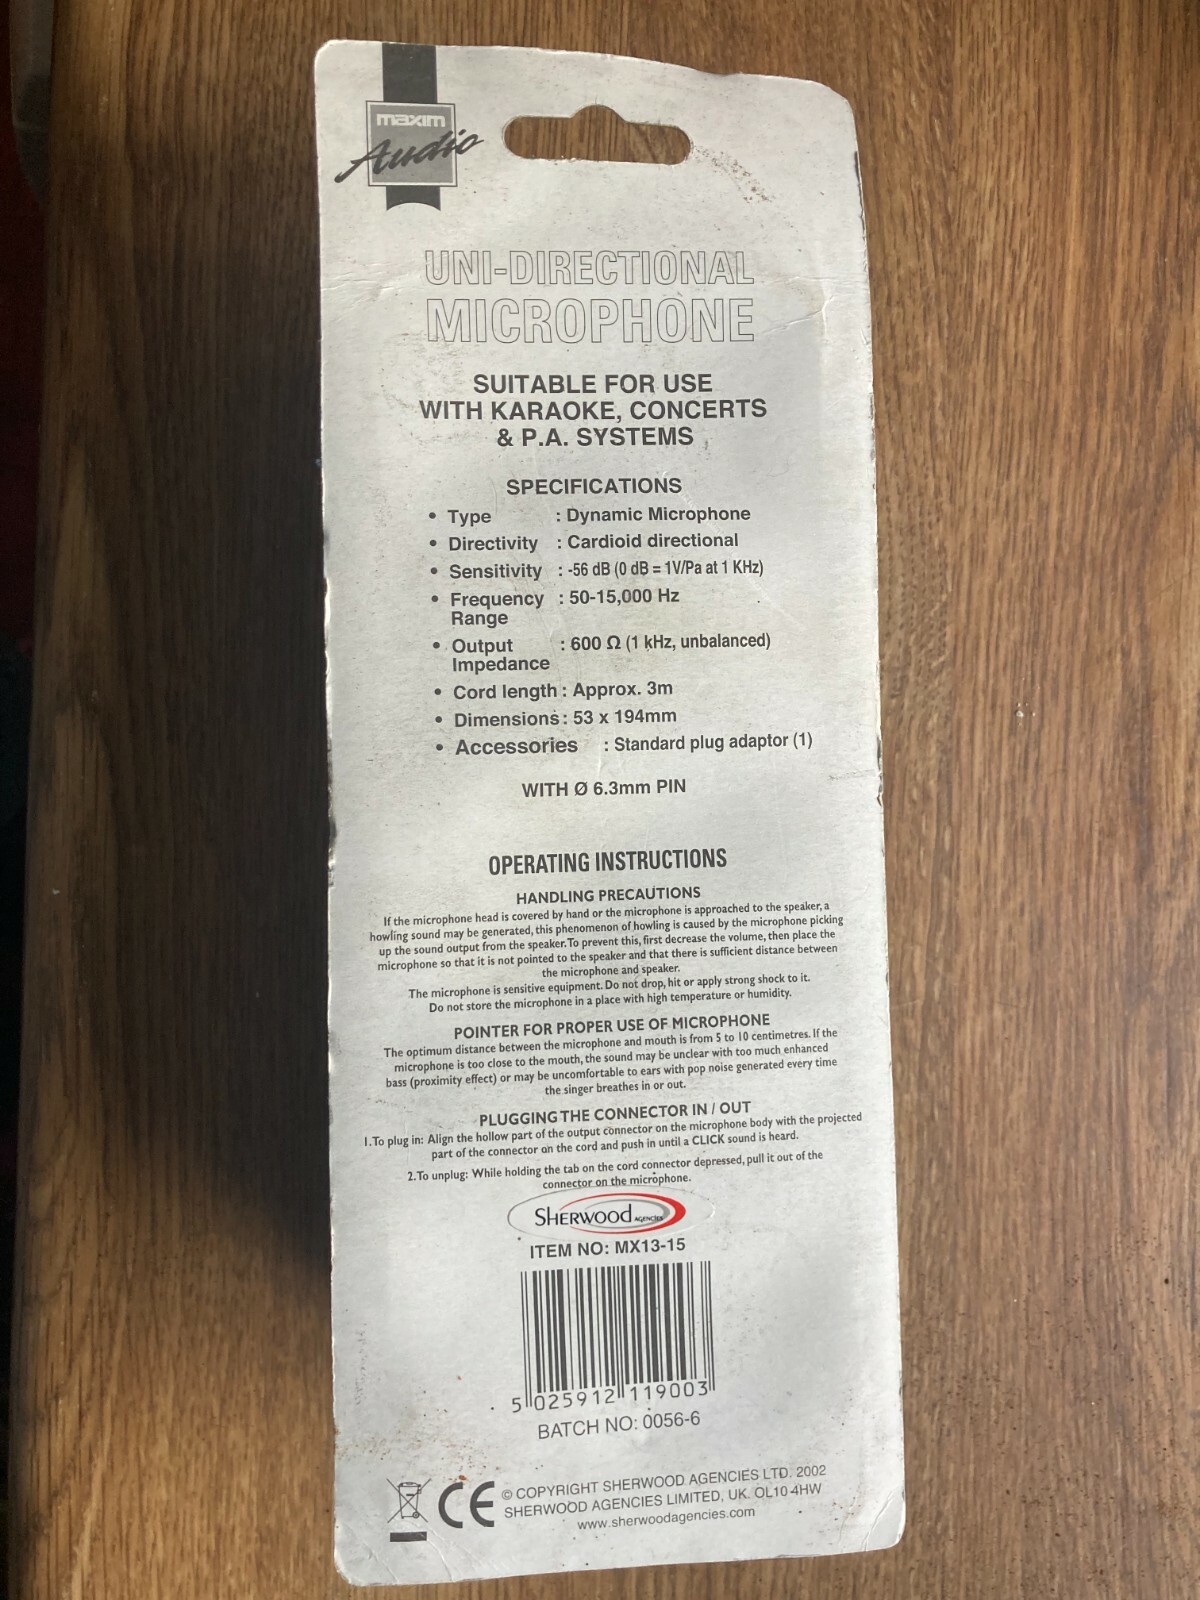 maxim
Audio
UNI-DIRECTIONAL
MICROPHONE
SUITABLE FOR USE
WITH KARAOKE, CONCERTS
& P.A. SYSTEMS
SPECIFICATIONS
• Type : Dynamic Microphone
• Directivity : Cardioid directional
• Sensitivity : -56 dB (0 dB = 1V/Pa at 1 KHz)
• Frequency : 50-15,000 Hz
Range
• Output : 600 Ω (1 kHz, unbalanced)
Impedance
• Cord length : Approx. 3m
• Dimensions : 53 x 194mm
• Accessories : Standard plug adaptor (1)
WITH Ø 6.3mm PIN
OPERATING INSTRUCTIONS
HANDLING PRECAUTIONS
If the microphone head is covered by hand or the microphone is approached to the speaker, a
howling sound may be generated, this phenomenon of howling is caused by the microphone picking
up the sound output from the speaker. To prevent this, first decrease the volume, then place the
microphone so that it is not pointed to the speaker and that there is sufficient distance between
the microphone and speaker.
The microphone is sensitive equipment. Do not drop, hit or apply strong shock to it.
Do not store the microphone in a place with high temperature or humidity.
POINTER FOR PROPER USE OF MICROPHONE
The optimum distance between the microphone and mouth is from 5 to 10 centimetres. If the
microphone is too close to the mouth, the sound may be unclear with too much enhanced
bass (proximity effect) or may be uncomfortable to ears with pop noise generated every time
the singer breathes in or out.
PLUGGING THE CONNECTOR IN / OUT
1. To plug in: Align the hollow part of the output connector on the microphone body with the projected
part of the connector on the cord and push in until a CLICK sound is heard.
2. To unplug: While holding the tab on the cord connector depressed, pull it out of the
connector on the microphone.
SHERWOOD AGENCIES
ITEM NO: MX13-15
5 025912 119003
BATCH NO: 0056-6
CE
© COPYRIGHT SHERWOOD AGENCIES LTD. 2002
SHERWOOD AGENCIES LIMITED, UK. OL10 4HW
www.sherwoodagencies.com